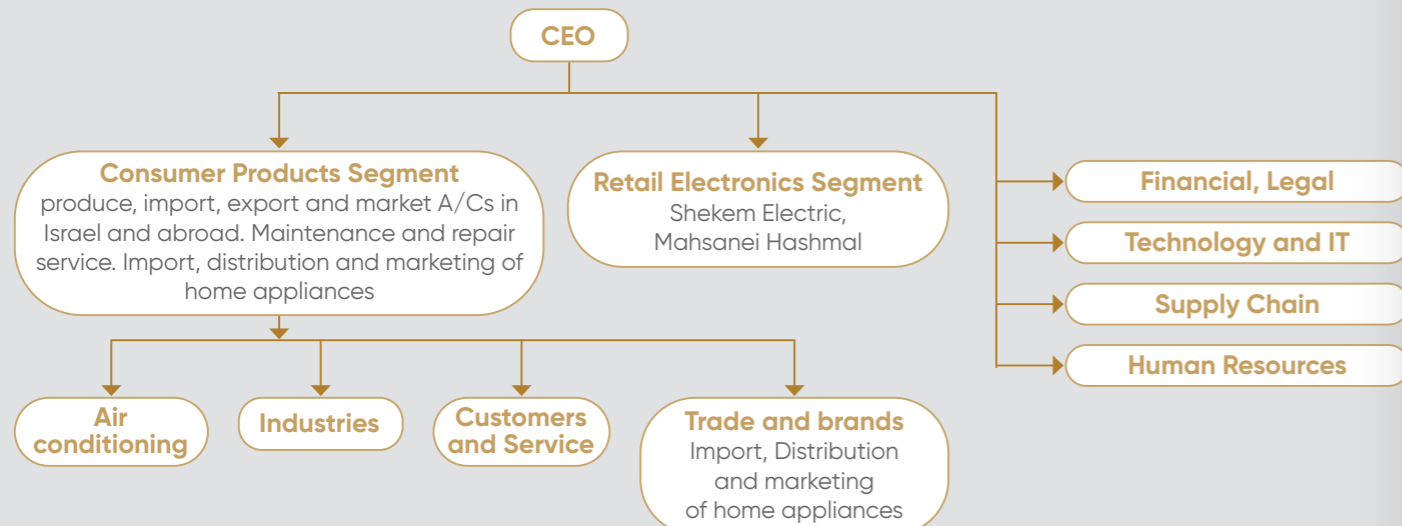 CEO
Consumer Products Segment
produce, import, export and market A/Cs in
Israel and abroad. Maintenance and repair
service. Import, distribution and marketing of
home appliances
Retail Electronics Segment
Shekem Electric,
Mahsanei Hashmal
Financial, Legal
Technology and IT
Supply Chain
Human Resources
Air
conditioning
Industries
Customers
and Service
Trade and brands
Import, Distribution
and marketing
of home appliances